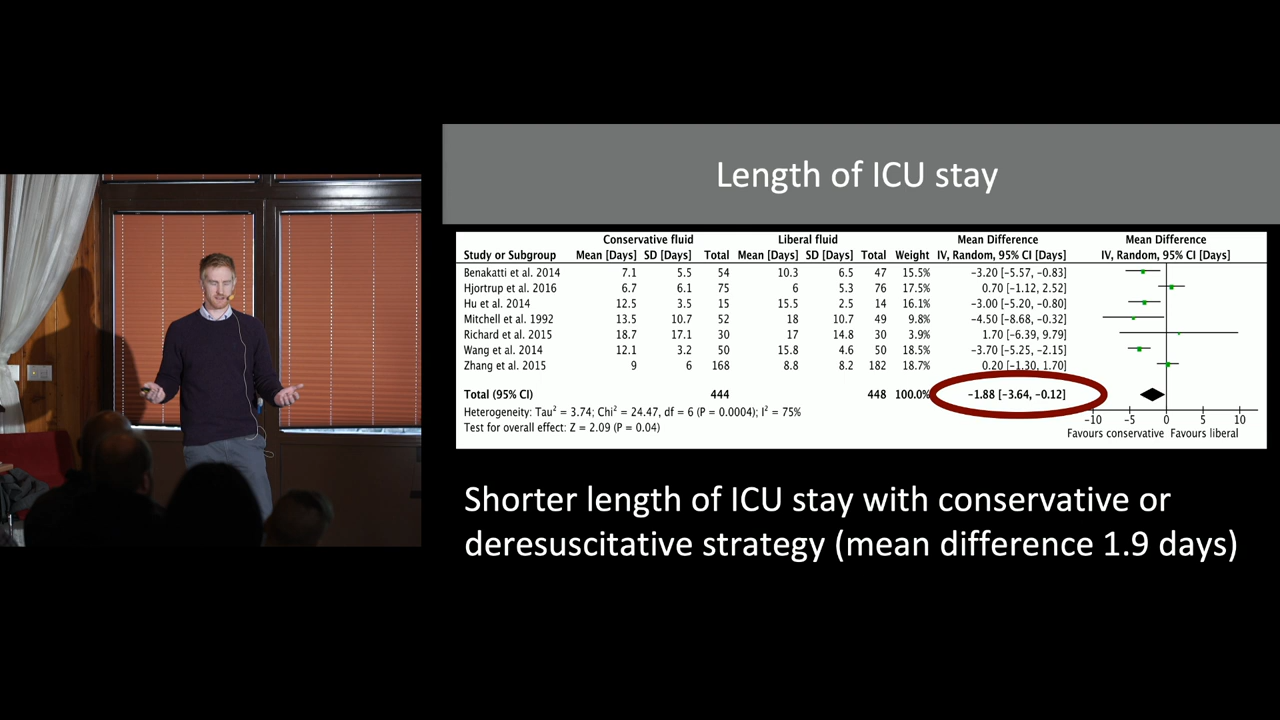 Length of ICU stay
Conservative fluid Liberal fluid Mean Difference Mean Difference
Study or Subgroup Mean [Days] SD [Days] Total Mean [Days] SD [Days] Total Weight IV, Random, 95% CI [Days] IV, Random, 95% CI [Days]
Benakatti et al. 2014 7.1 5.5 54 10.3 6.5 47 15.5% −3.20 [−5.57, −0.83]
Hjortrup et al. 2016 6.7 6.1 75 6 5.3 76 17.5% 0.70 [−1.12, 2.52]
Hu et al. 2014 12.5 3.5 15 15.5 2.5 14 16.1% −3.00 [−5.20, −0.80]
Mitchell et al. 1992 13.5 10.7 52 18 10.7 49 9.8% −4.50 [−8.68, −0.32]
Richard et al. 2015 18.7 17.1 30 17 14.8 30 3.9% 1.70 [−6.39, 9.79]
Wang et al. 2014 12.1 3.2 50 15.8 4.6 50 18.5% −3.70 [−5.25, −2.15]
Zhang et al. 2015 9 6 168 8.8 8.2 182 18.7% 0.20 [−1.30, 1.70]
Total (95% CI) 444 448 100.0% −1.88 [−3.64, −0.12]
Heterogeneity: Tau² = 3.74; Chi² = 24.47, df = 6 (P = 0.0004); I² = 75%
Test for overall effect: Z = 2.09 (P = 0.04)
−10 −5 0 5 10
Favours conservative Favours liberal
Shorter length of ICU stay with conservative or
deresuscitative strategy (mean difference 1.9 days)